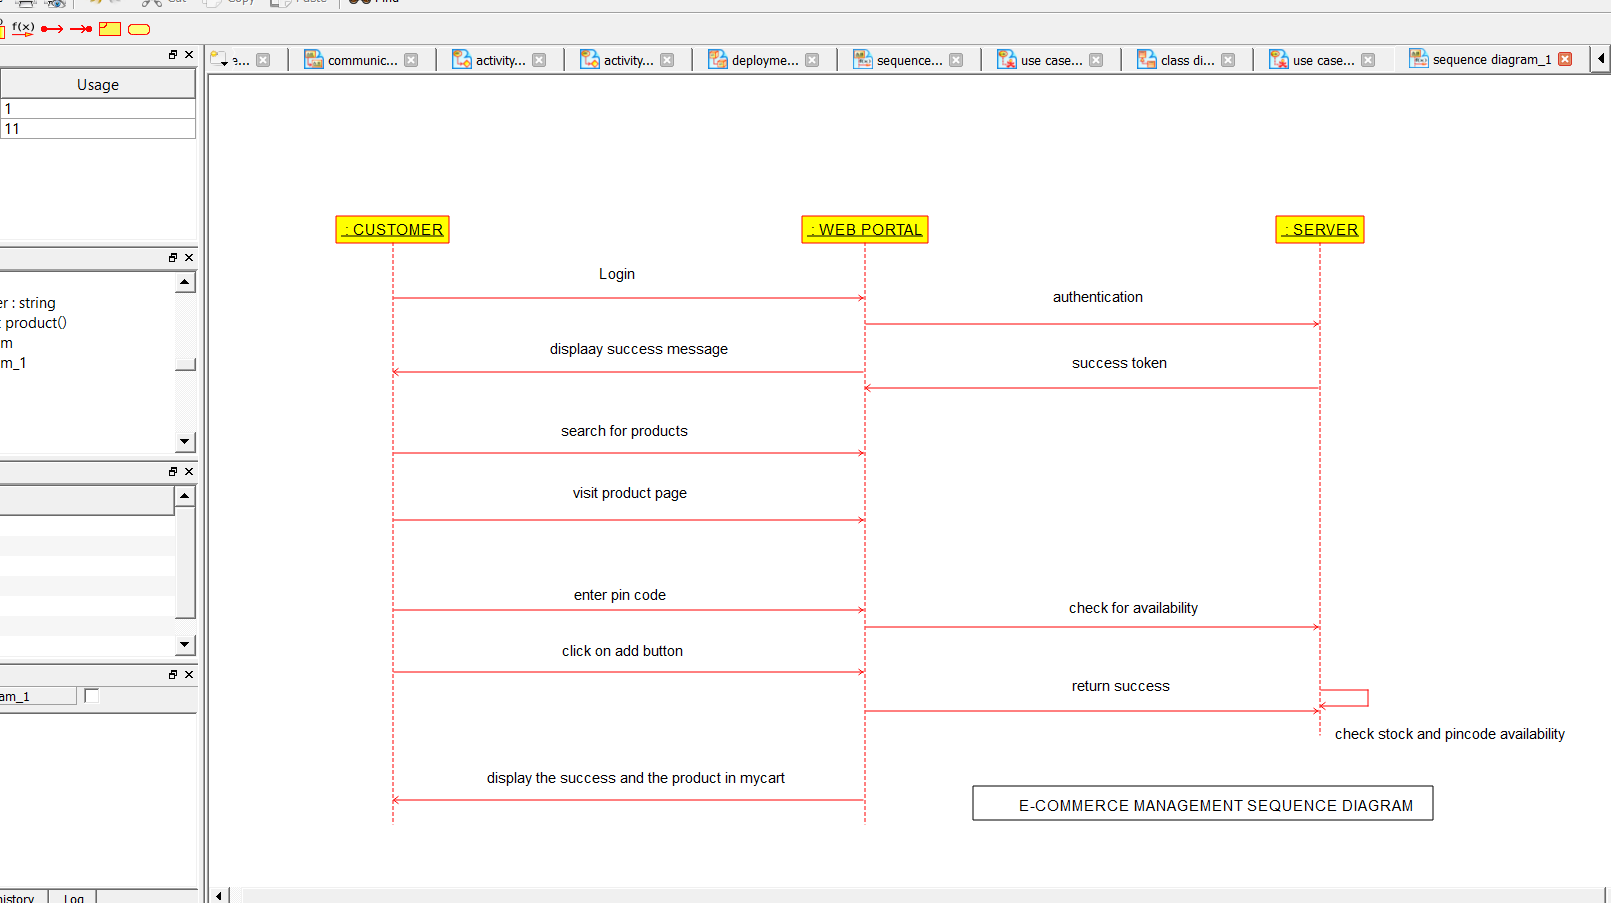 Find
f(x)
e...
communic...
activity...
activity...
deployme...
sequence...
use case...
class di...
use case...
sequence diagram_1
Usage
1
11
er : string
: product()
m
m_1
am_1
history
Log
: CUSTOMER
: WEB PORTAL
: SERVER
Login
authentication
displaay success message
success token
search for products
visit product page
enter pin code
check for availability
click on add button
return success
check stock and pincode availability
display the success and the product in mycart
E-COMMERCE MANAGEMENT SEQUENCE DIAGRAM